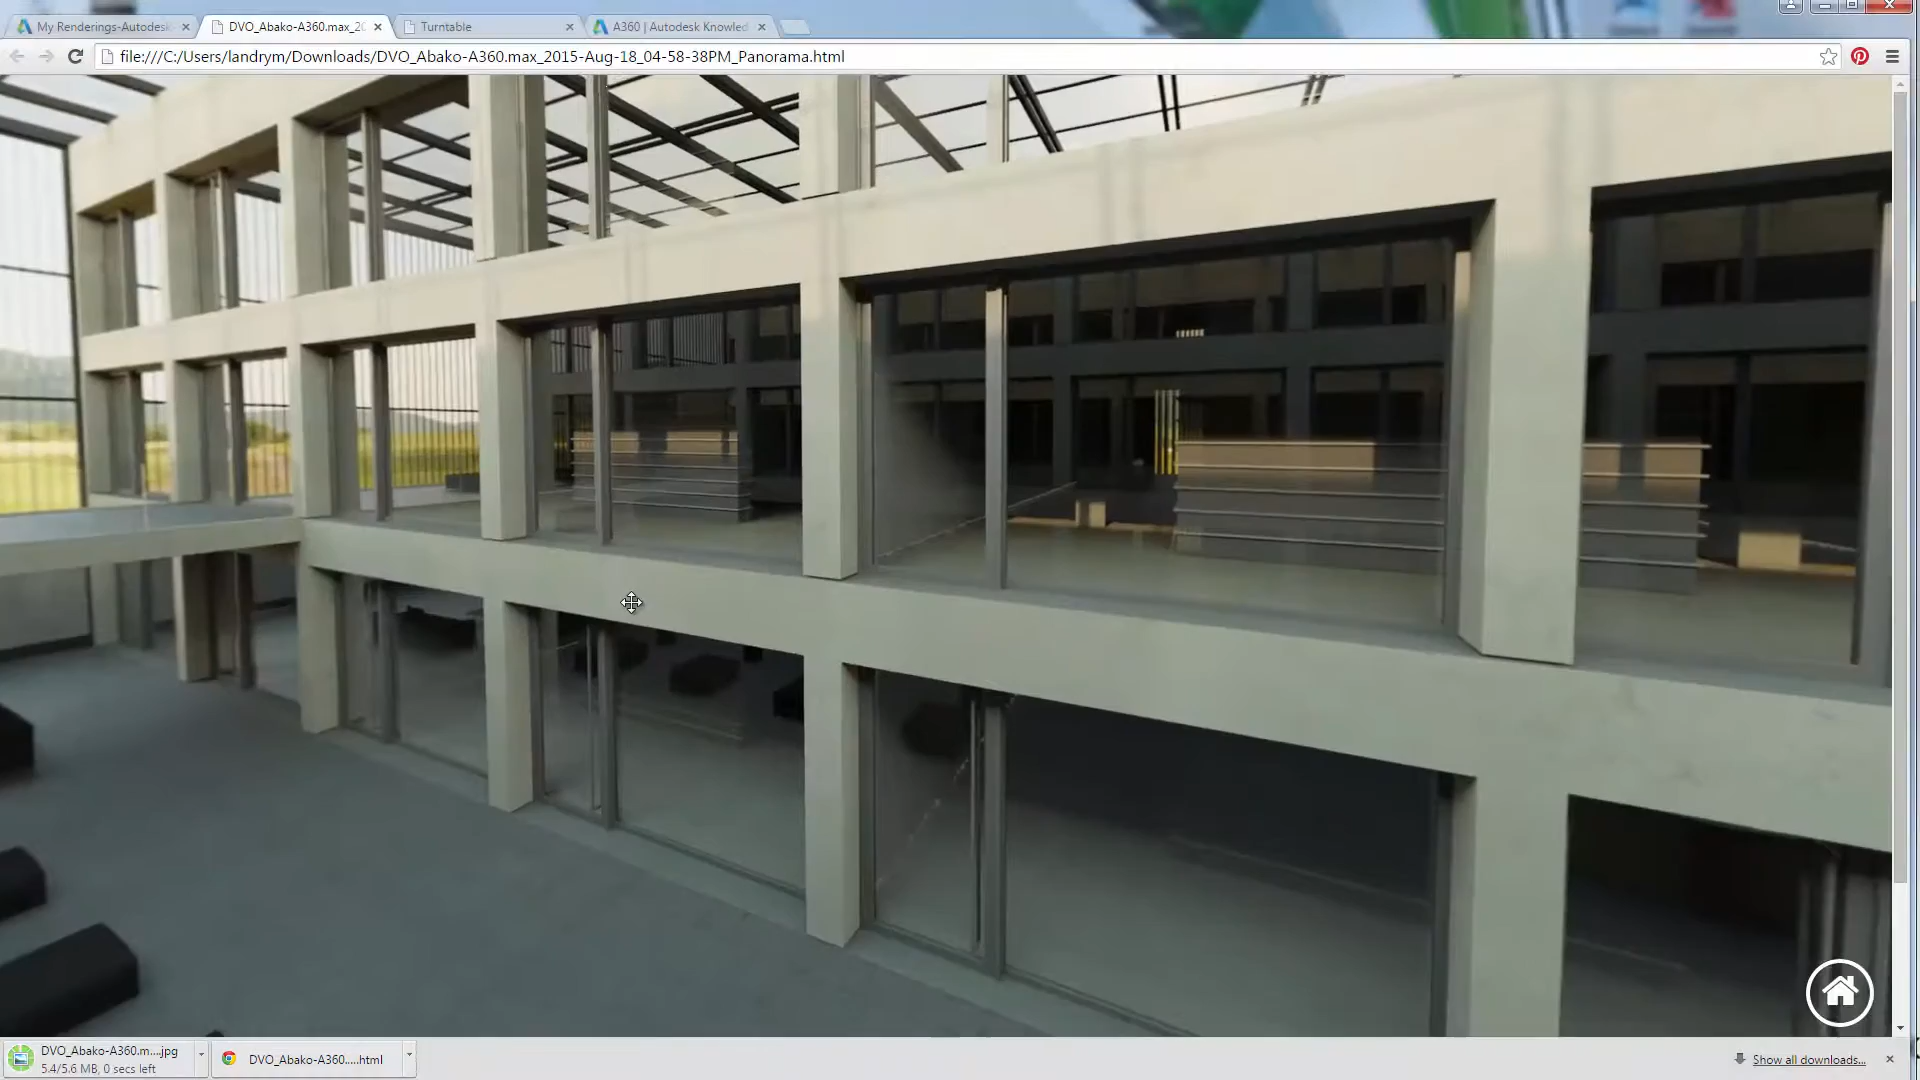 My Renderings-Autodesk
DVO_Abako-A360.max_20
Turntable
A360 | Autodesk Knowled
file:///C:/Users/landrym/Downloads/DVO_Abako-A360.max_2015-Aug-18_04-58-38PM_Panorama.html
DVO_Abako-A360.m....jpg
5.4/5.6 MB, 0 secs left
DVO_Abako-A360.....html
Show all downloads...